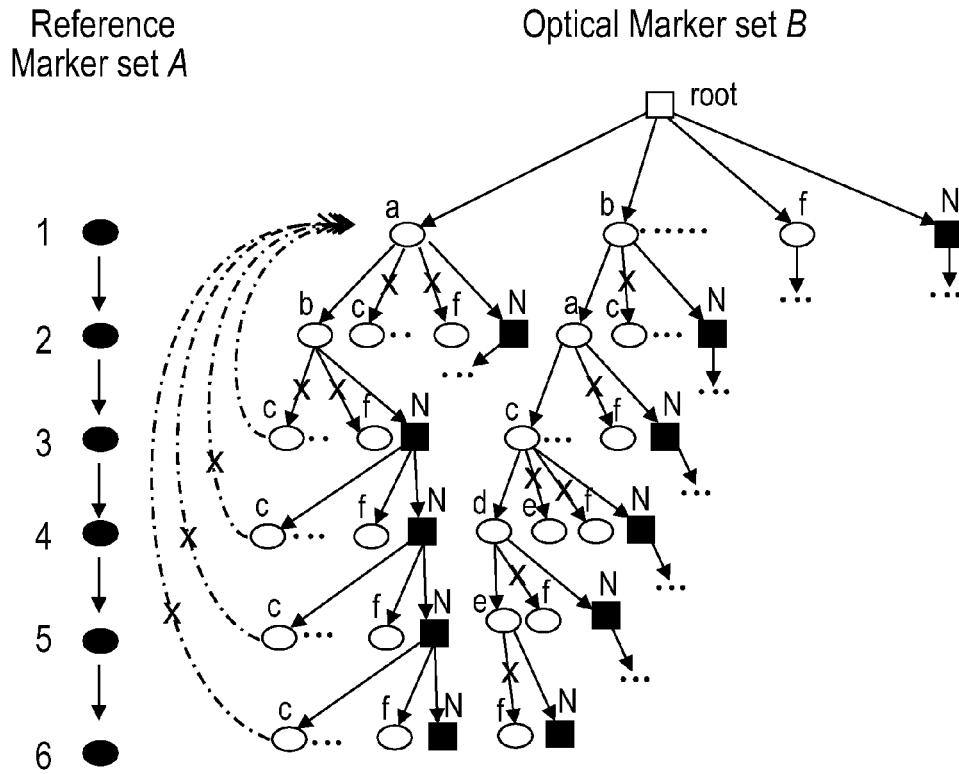 Reference
Marker set A
Optical Marker set B
root
1
a
b
f
N
...
......
...
...
2
b
c
..
f
N
...
a
c
...
N
...
3
c
..
f
N
c
...
f
N
...
4
c
...
f
N
d
e
f
N
...
5
c
...
f
N
e
f
N
...
6
c
...
f
N
f
N
X
X
X
X
X
X
X
X
X
X
X
X
X
X